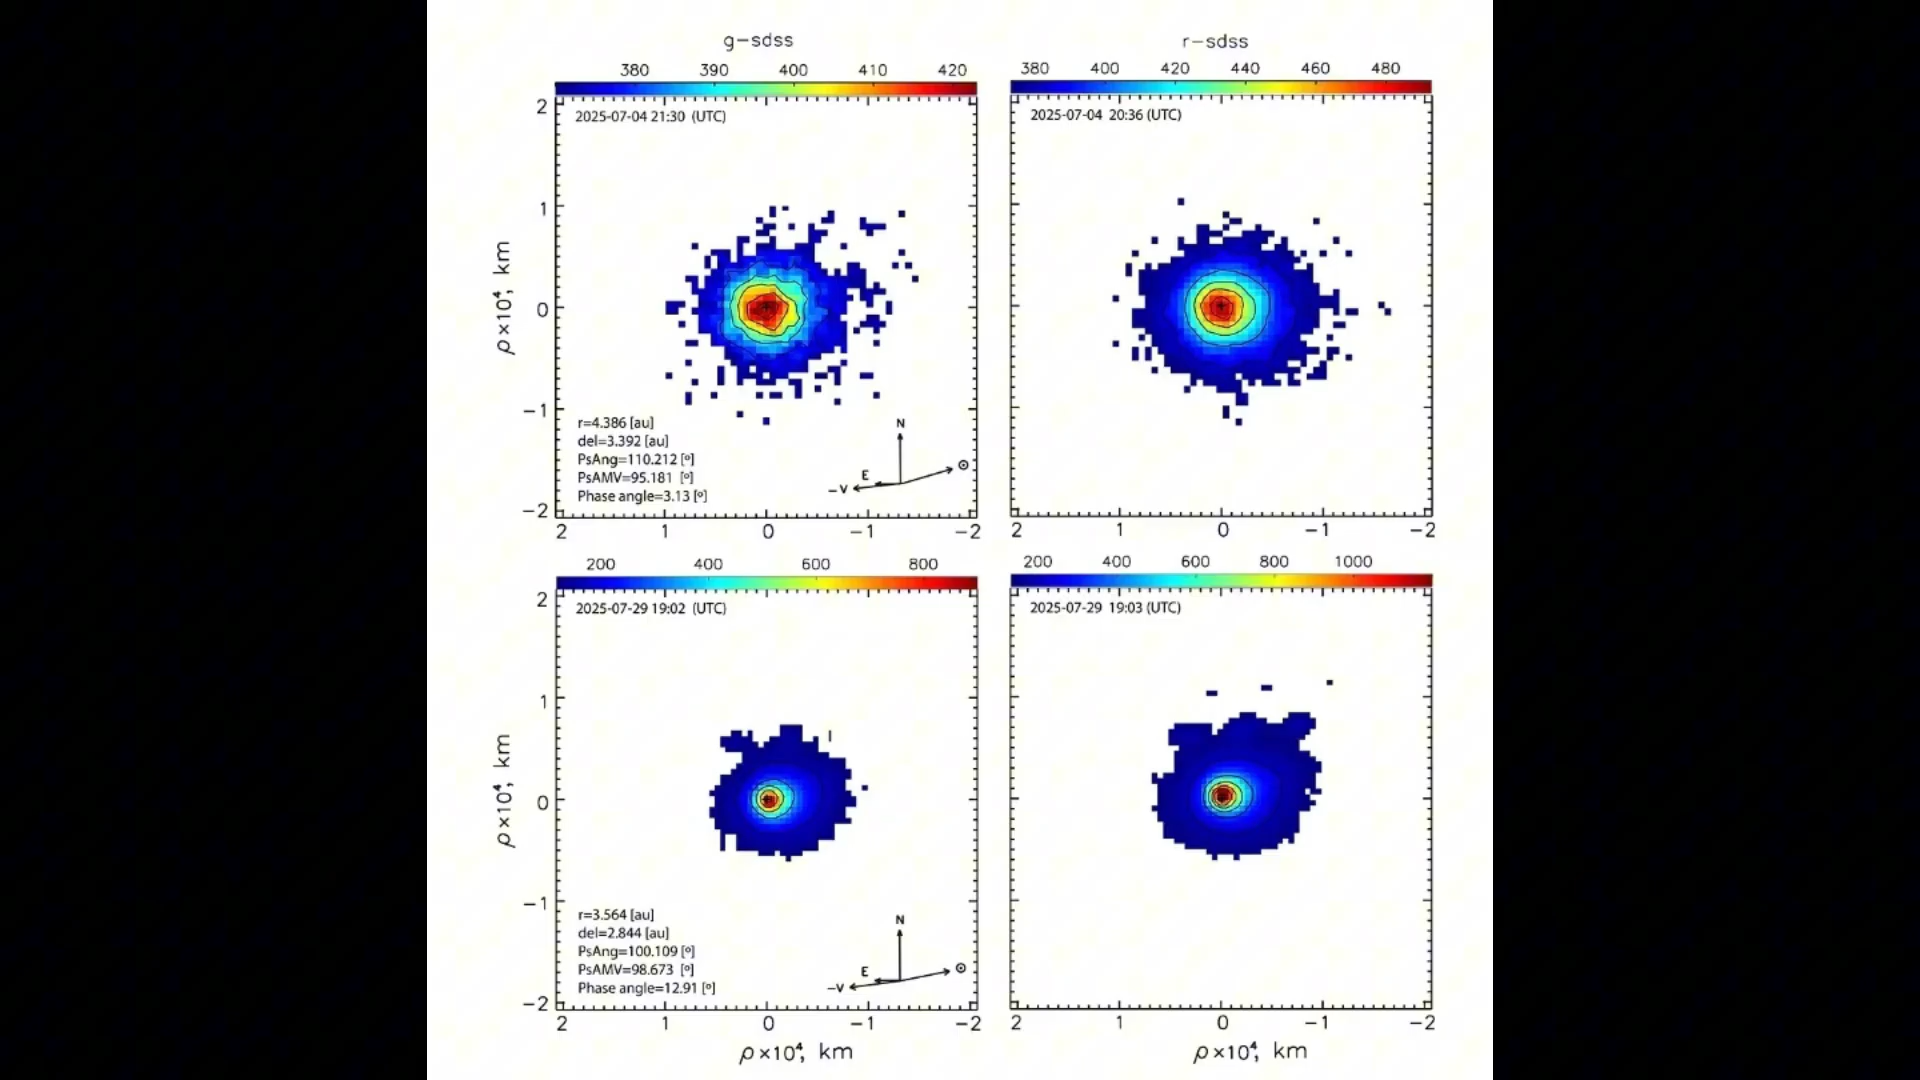 g-sdss
r-sdss
380 390 400 410 420
380 400 420 440 460 480
2025-07-04 21:30 (UTC)
2025-07-04 20:36 (UTC)
2
1
0
−1
−2
ρ×10⁴, km
r=4.386 [au]
del=3.392 [au]
PsAng=110.212 [º]
PsAMV=95.181 [º]
Phase angle=3.13 [º]
N
E
−V
⊙
2 1 0 −1 −2
2 1 0 −1 −2
200 400 600 800
200 400 600 800 1000
2025-07-29 19:02 (UTC)
2025-07-29 19:03 (UTC)
2
1
0
−1
−2
ρ×10⁴, km
r=3.564 [au]
del=2.844 [au]
PsAng=100.109 [º]
PsAMV=98.673 [º]
Phase angle=12.91 [º]
N
E
−V
⊙
2 1 0 −1 −2
2 1 0 −1 −2
ρ×10⁴, km
ρ×10⁴, km